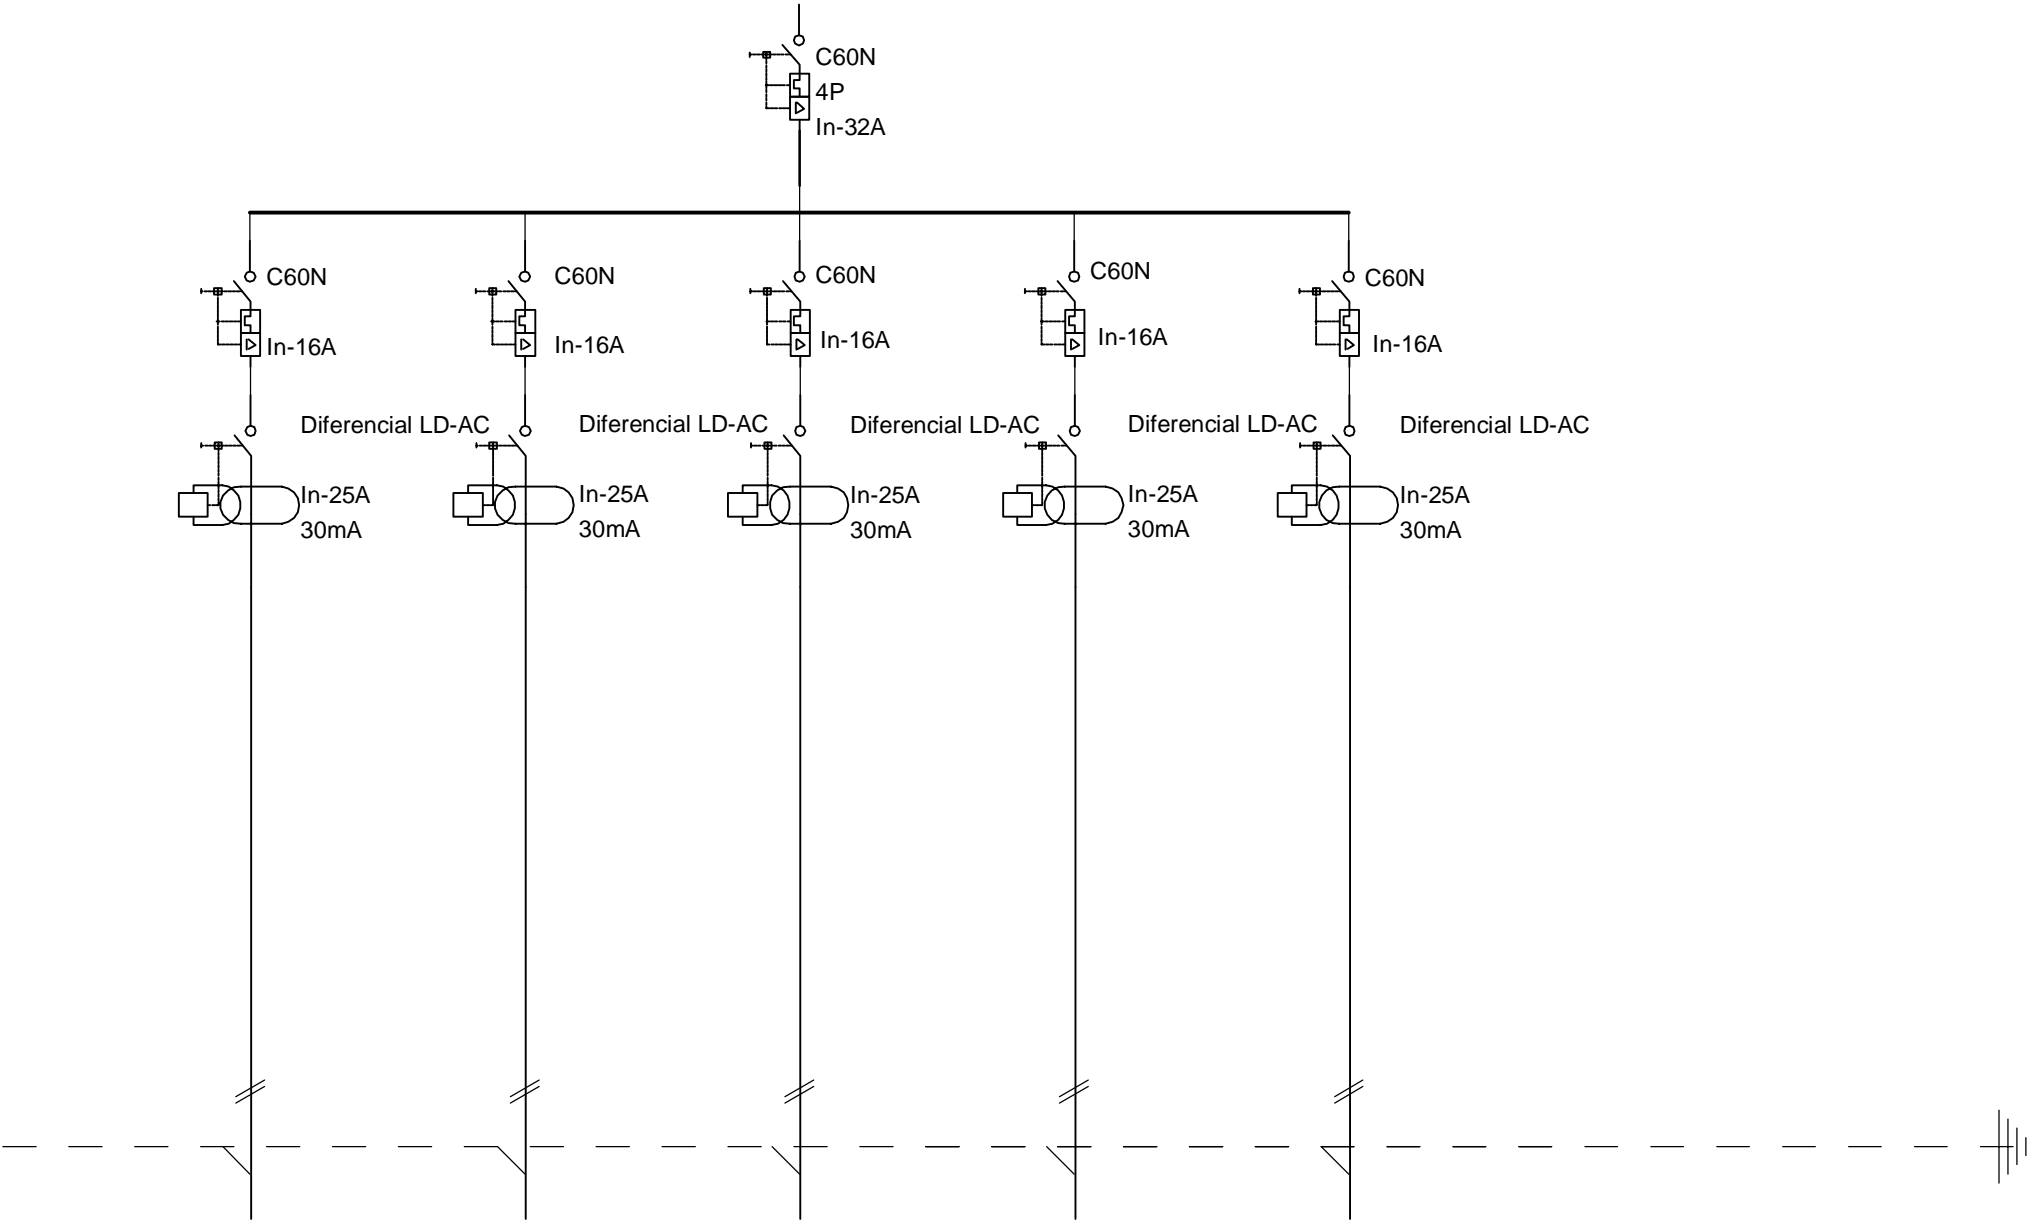 C60N
4P
In-32A
C60N
C60N
C60N
C60N
C60N
In-16A
In-16A
In-16A
In-16A
In-16A
Diferencial LD-AC
Diferencial LD-AC
Diferencial LD-AC
Diferencial LD-AC
Diferencial LD-AC
In-25A
In-25A
In-25A
In-25A
In-25A
30mA
30mA
30mA
30mA
30mA